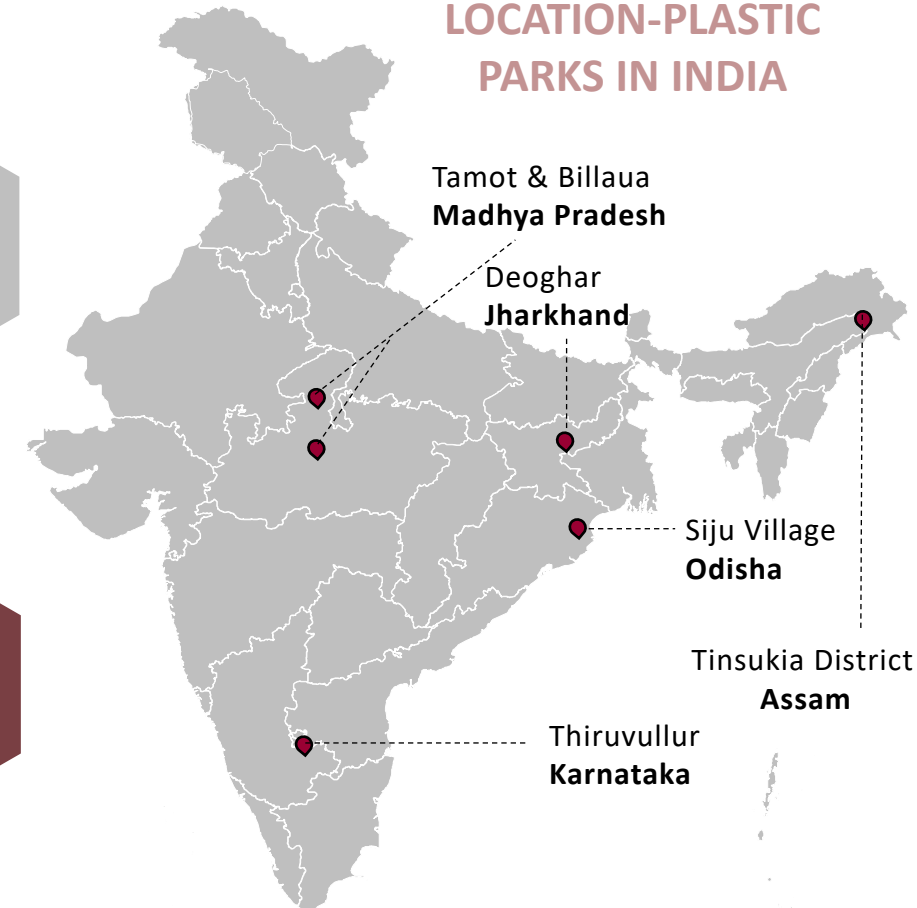 LOCATION-PLASTIC
PARKS IN INDIA
Tamot & Billaua
Madhya Pradesh
Deoghar
Jharkhand
Siju Village
Odisha
Tinsukia District
Assam
Thiruvullur
Karnataka